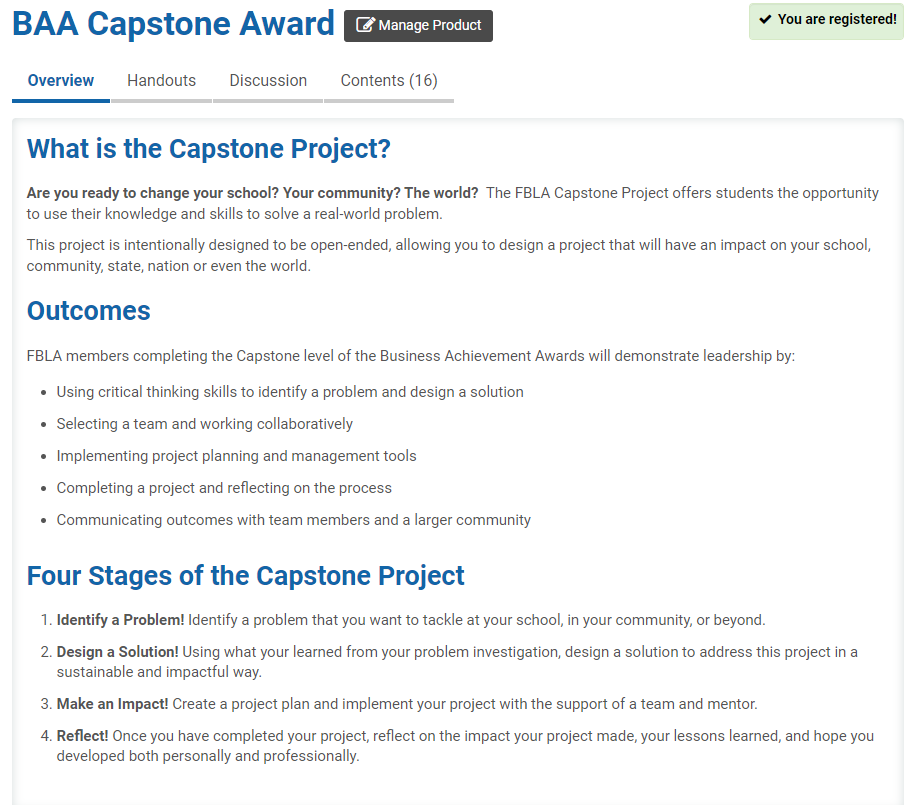 BAA Capstone Award
Manage Product
You are registered!
Overview
Handouts
Discussion
Contents (16)
What is the Capstone Project?
Are you ready to change your school? Your community? The world? The FBLA Capstone Project offers students the opportunity
to use their knowledge and skills to solve a real-world problem.
This project is intentionally designed to be open-ended, allowing you to design a project that will have an impact on your school,
community, state, nation or even the world.
Outcomes
FBLA members completing the Capstone level of the Business Achievement Awards will demonstrate leadership by:
• Using critical thinking skills to identify a problem and design a solution
• Selecting a team and working collaboratively
• Implementing project planning and management tools
• Completing a project and reflecting on the process
• Communicating outcomes with team members and a larger community
Four Stages of the Capstone Project
1. Identify a Problem! Identify a problem that you want to tackle at your school, in your community, or beyond.
2. Design a Solution! Using what your learned from your problem investigation, design a solution to address this project in a
sustainable and impactful way.
3. Make an Impact! Create a project plan and implement your project with the support of a team and mentor.
4. Reflect! Once you have completed your project, reflect on the impact your project made, your lessons learned, and hope you
developed both personally and professionally.